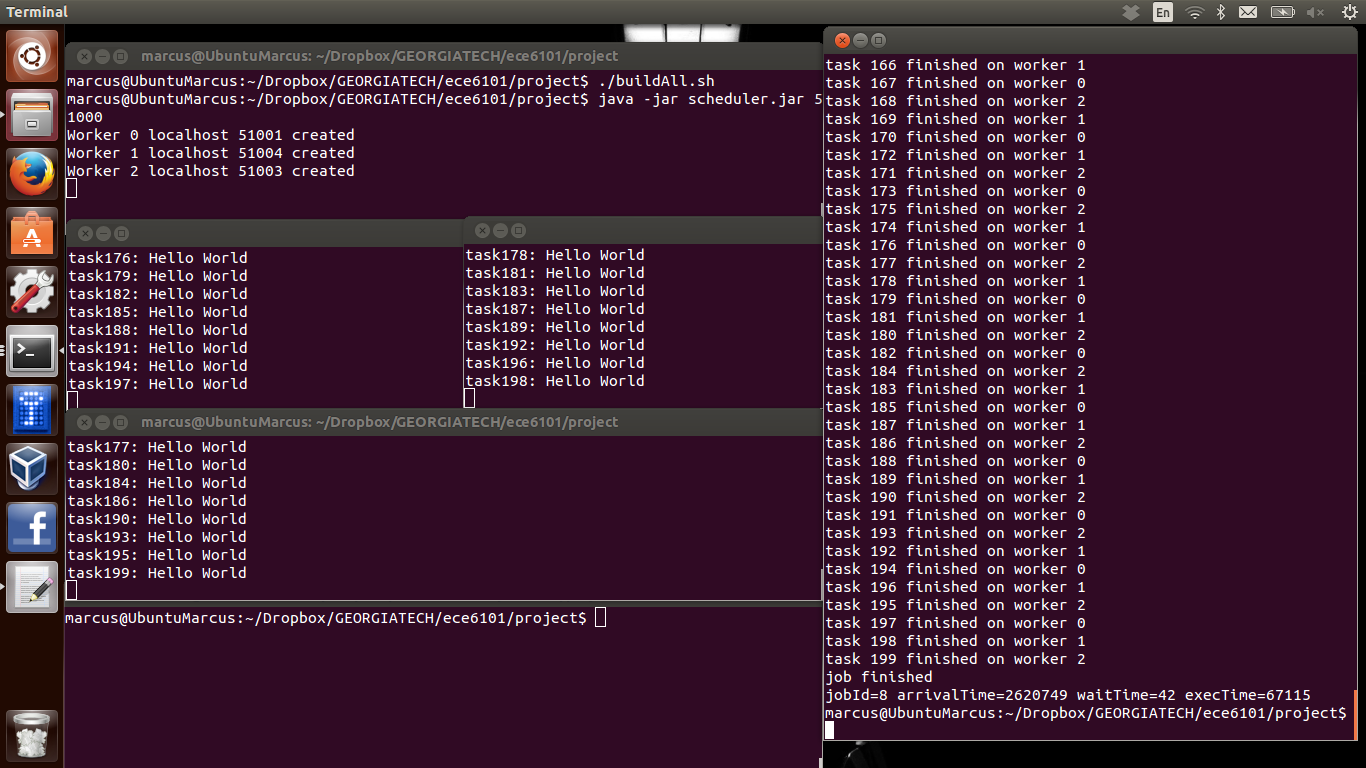 Terminal
En
marcus@UbuntuMarcus: ~/Dropbox/GEORGIATECH/ece6101/project
marcus@UbuntuMarcus:~/Dropbox/GEORGIATECH/ece6101/project$ ./buildAll.sh
marcus@UbuntuMarcus:~/Dropbox/GEORGIATECH/ece6101/project$ java -jar scheduler.jar 5
1000
Worker 0 localhost 51001 created
Worker 1 localhost 51004 created
Worker 2 localhost 51003 created
task176: Hello World
task179: Hello World
task182: Hello World
task185: Hello World
task188: Hello World
task191: Hello World
task194: Hello World
task197: Hello World
task178: Hello World
task181: Hello World
task183: Hello World
task187: Hello World
task189: Hello World
task192: Hello World
task196: Hello World
task198: Hello World
marcus@UbuntuMarcus: ~/Dropbox/GEORGIATECH/ece6101/project
task177: Hello World
task180: Hello World
task184: Hello World
task186: Hello World
task190: Hello World
task193: Hello World
task195: Hello World
task199: Hello World
marcus@UbuntuMarcus:~/Dropbox/GEORGIATECH/ece6101/project$
task 166 finished on worker 1
task 167 finished on worker 0
task 168 finished on worker 2
task 169 finished on worker 1
task 170 finished on worker 0
task 172 finished on worker 1
task 171 finished on worker 2
task 173 finished on worker 0
task 175 finished on worker 2
task 174 finished on worker 1
task 176 finished on worker 0
task 177 finished on worker 2
task 178 finished on worker 1
task 179 finished on worker 0
task 181 finished on worker 1
task 180 finished on worker 2
task 182 finished on worker 0
task 184 finished on worker 2
task 183 finished on worker 1
task 185 finished on worker 0
task 187 finished on worker 1
task 186 finished on worker 2
task 188 finished on worker 0
task 189 finished on worker 1
task 190 finished on worker 2
task 191 finished on worker 0
task 193 finished on worker 2
task 192 finished on worker 1
task 194 finished on worker 0
task 196 finished on worker 1
task 195 finished on worker 2
task 197 finished on worker 0
task 198 finished on worker 1
task 199 finished on worker 2
job finished
jobId=8 arrivalTime=2620749 waitTime=42 execTime=67115
marcus@UbuntuMarcus:~/Dropbox/GEORGIATECH/ece6101/project$